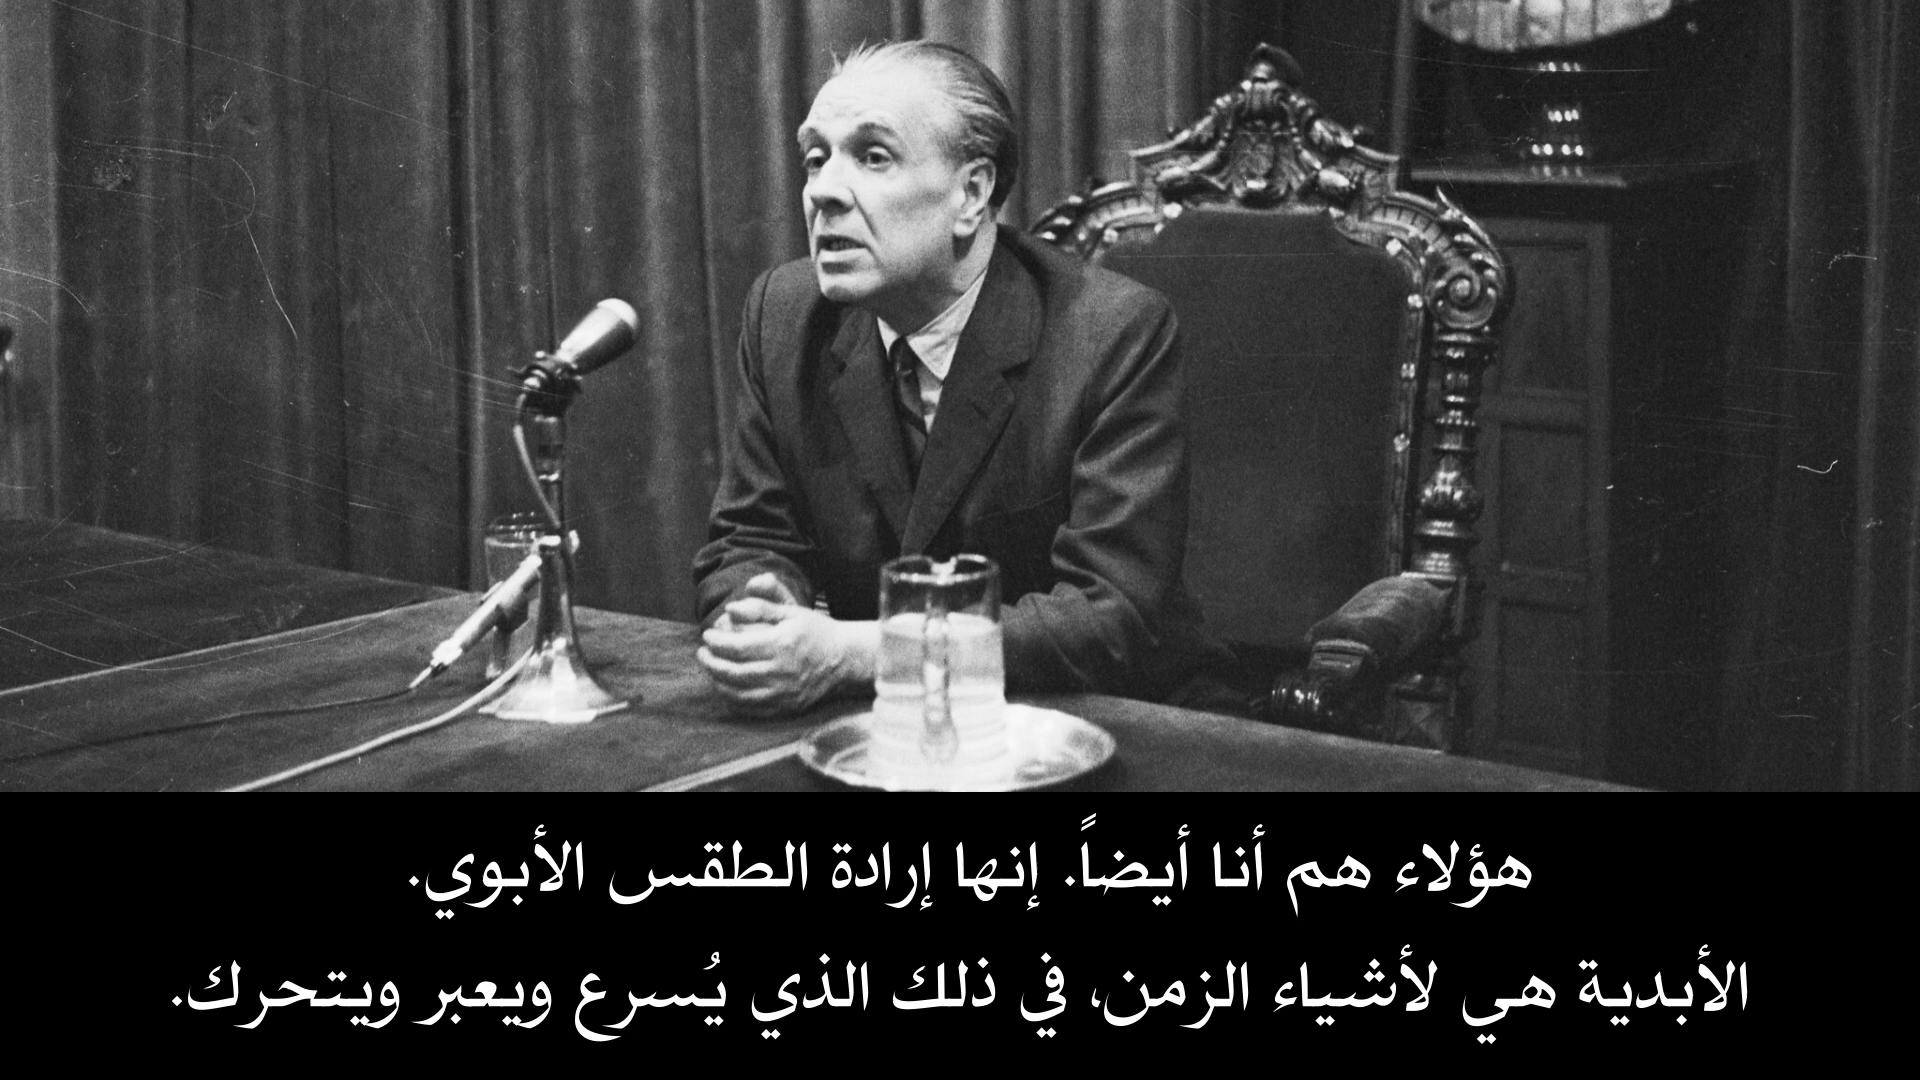 هؤلاء هم أنا أيضاً. إنها إرادة الطقس الأبوي.
الأبدية هي لأشياء الزمن، في ذلك الذي يُسرع ويعبر ويتحرك.